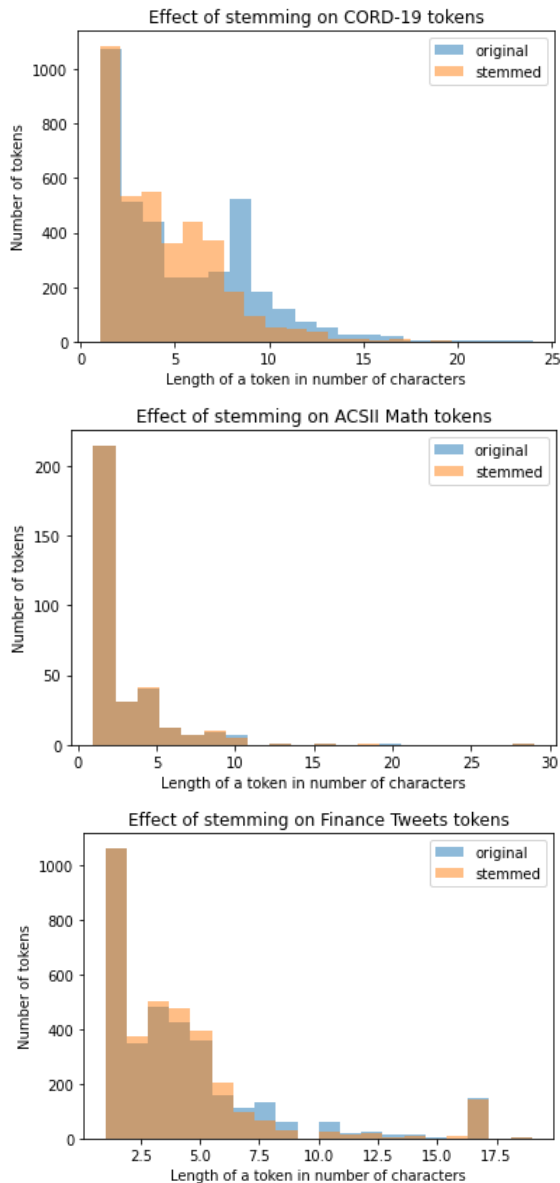 Effect of stemming on CORD-19 tokens
original
stemmed
1000
800
600
400
200
0
Number of tokens
0 5 10 15 20 25
Length of a token in number of characters
Effect of stemming on ACSII Math tokens
original
stemmed
200
150
100
50
0
Number of tokens
0 5 10 15 20 25 30
Length of a token in number of characters
Effect of stemming on Finance Tweets tokens
original
stemmed
1000
800
600
400
200
0
Number of tokens
2.5 5.0 7.5 10.0 12.5 15.0 17.5
Length of a token in number of characters